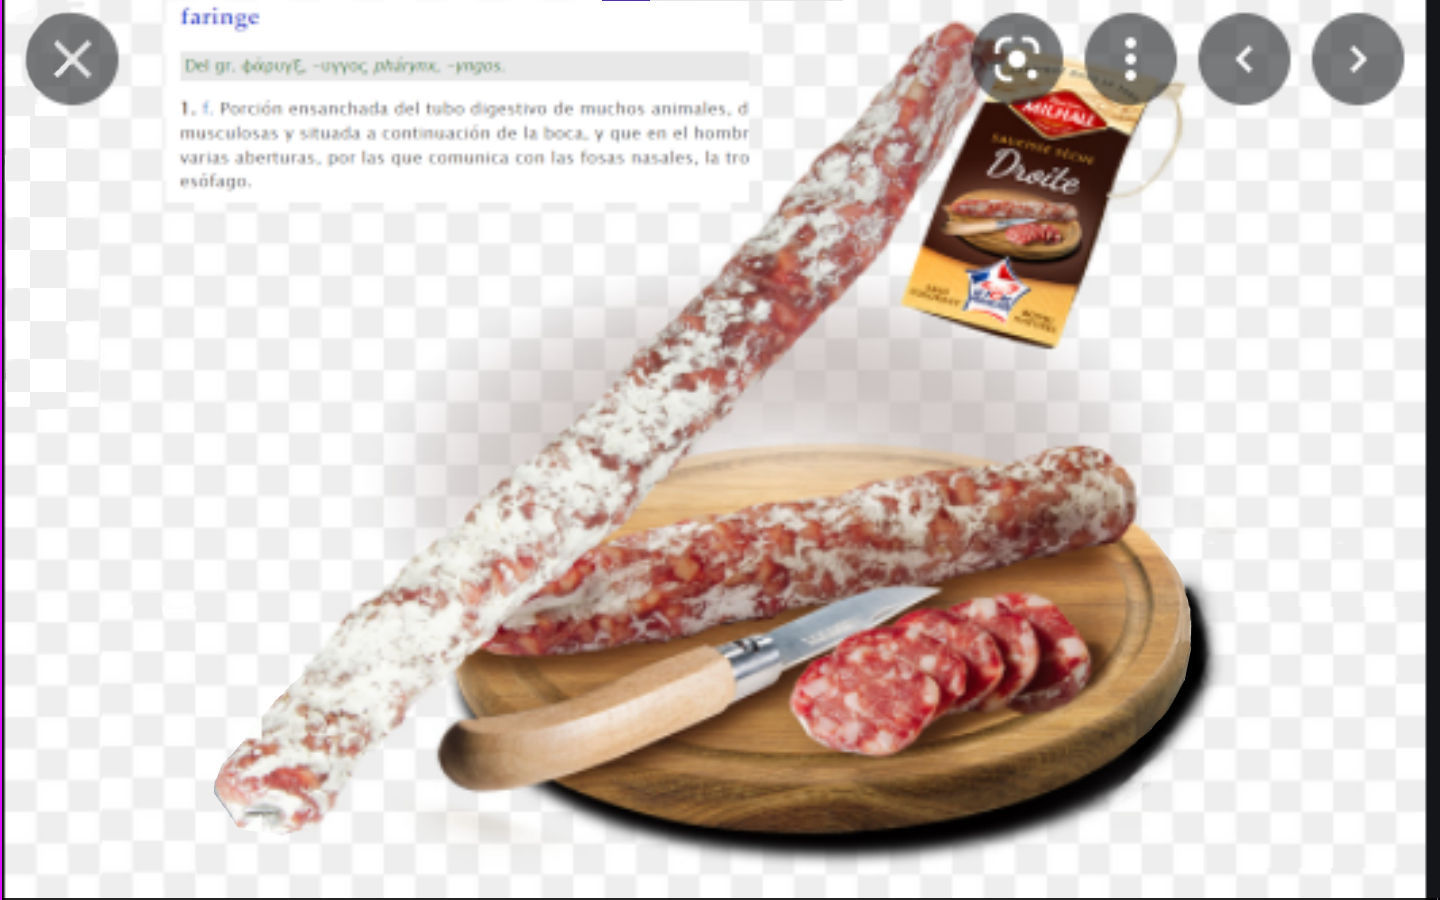 faringe
Del gr. φάρυγξ, -υγγος phárynx, -yngos.
1. f. Porción ensanchada del tubo digestivo de muchos animales, d
musculosas y situada a continuación de la boca, y que en el hombr
varias aberturas, por las que comunica con las fosas nasales, la tro
esófago.
MILHAU
SAUCISSE SÈCHE
Droite